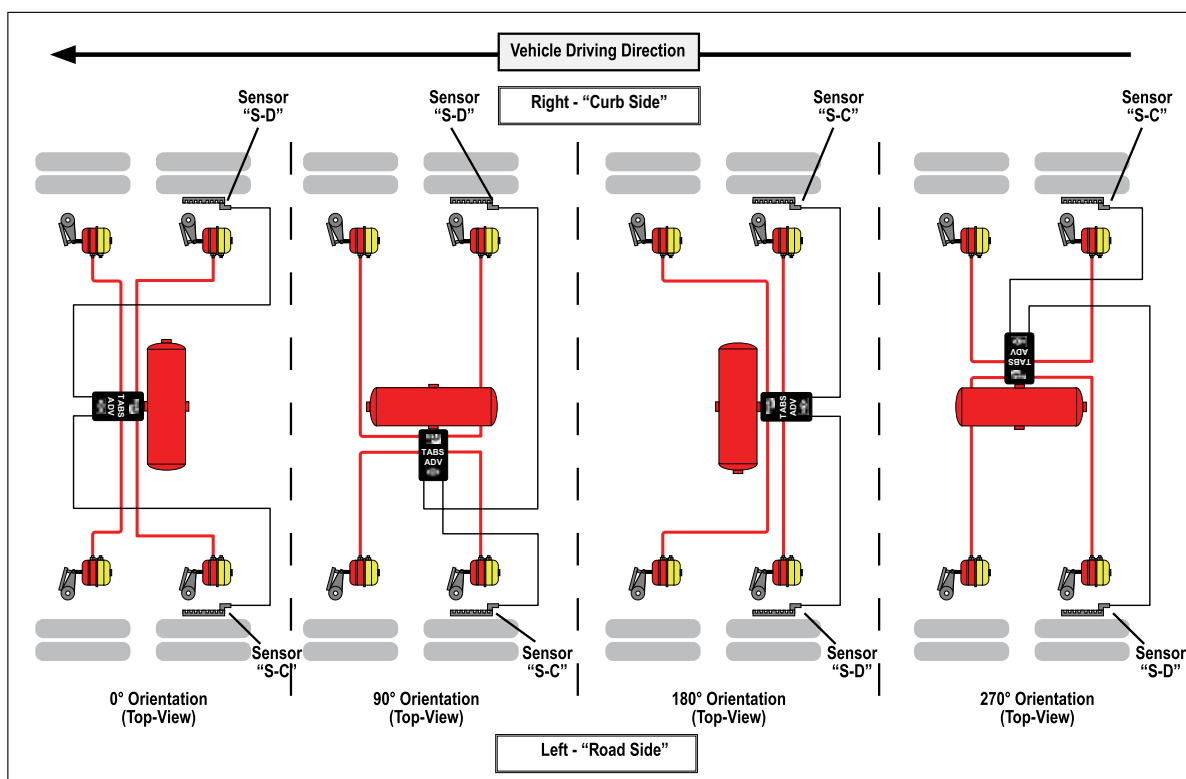 Vehicle Driving Direction
Right - “Curb Side”
Sensor
“S-D”
Sensor
“S-D”
Sensor
“S-C”
Sensor
“S-C”
TABS
ADV
TABS
ADV
TABS
ADV
TABS
ADV
Sensor
“S-C”
Sensor
“S-C”
Sensor
“S-D”
Sensor
“S-D”
0° Orientation
(Top-View)
90° Orientation
(Top-View)
180° Orientation
(Top-View)
270° Orientation
(Top-View)
Left - “Road Side”